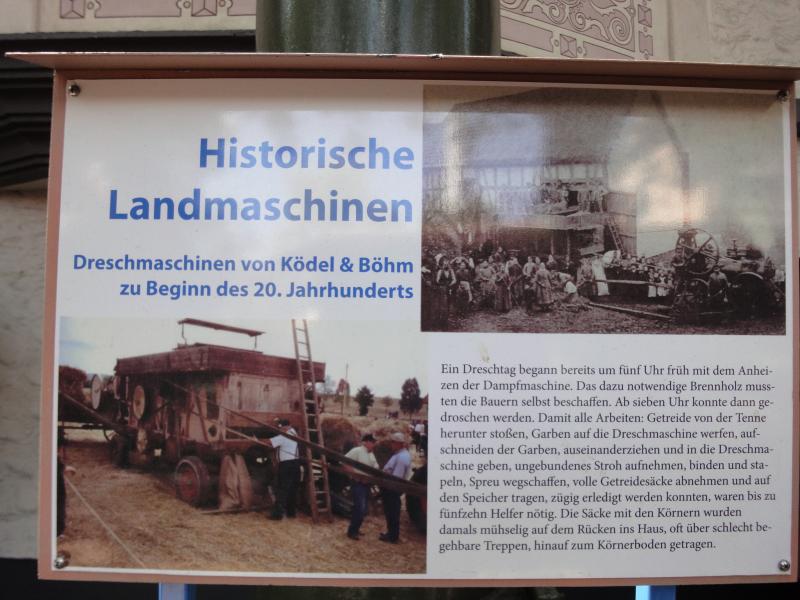 Historische
Landmaschinen
Dreschmaschinen von Ködel & Böhm
zu Beginn des 20. Jahrhunderts
Ein Dreschtag begann bereits um fünf Uhr früh mit dem Anhei-
zen der Dampfmaschine. Das dazu notwendige Brennholz muss-
ten die Bauern selbst beschaffen. Ab sieben Uhr konnte dann ge-
droschen werden. Damit alle Arbeiten: Getreide von der Tenne
herunter stoßen, Garben auf die Dreschmaschine werfen, auf-
schneiden der Garben, auseinanderziehen und in die Dreschma-
schine geben, ungebundenes Stroh aufnehmen, binden und sta-
peln, Spreu wegschaffen, volle Getreidesäcke abnehmen und auf
den Speicher tragen, zügig erledigt werden konnten, waren bis zu
fünfzehn Helfer nötig. Die Säcke mit den Körnern wurden
damals mühselig auf dem Rücken ins Haus, oft über schlecht be-
gehbare Treppen, hinauf zum Körnerboden getragen.